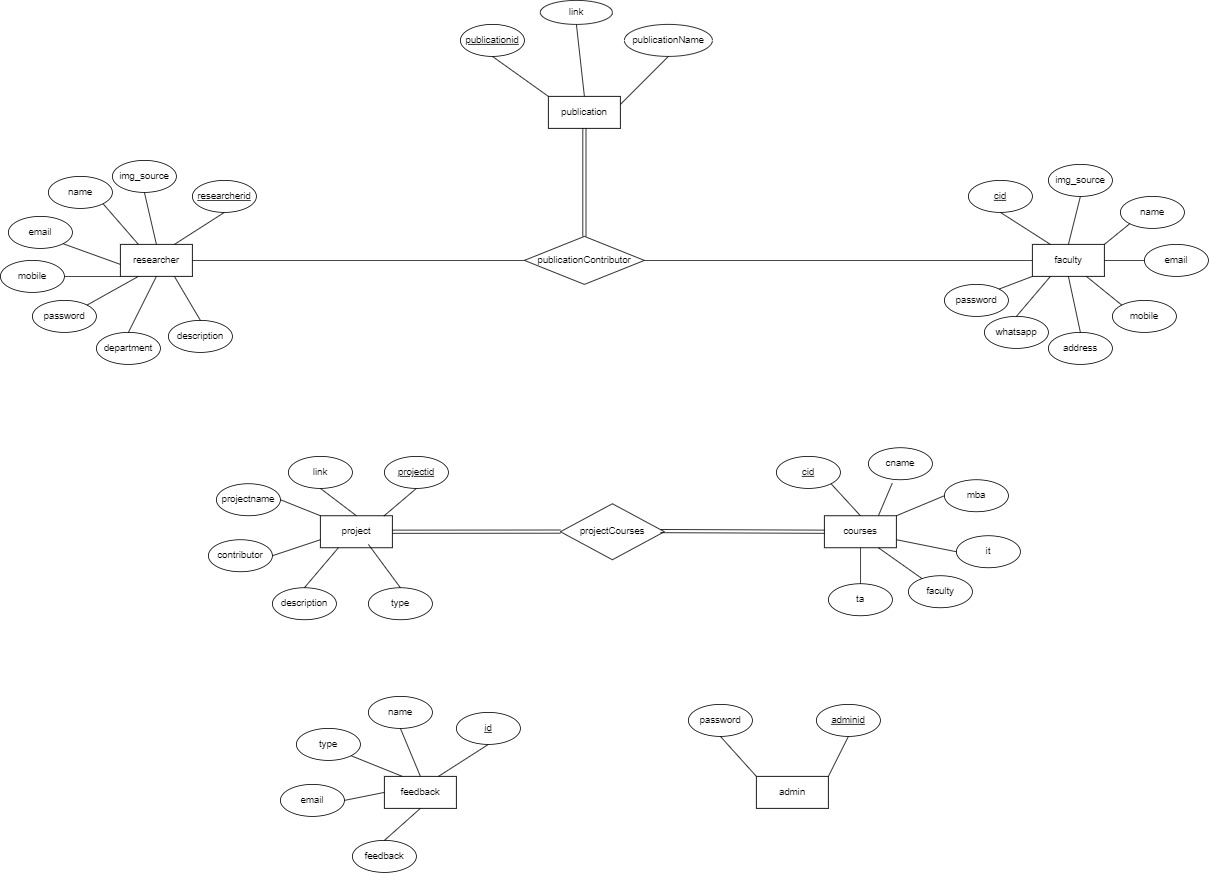 link
publicationid
publicationName
publication
img_source
name
researcherid
email
researcher
mobile
password
department
description
publicationContributor
cid
img_source
name
faculty
email
password
whatsapp
address
mobile
link
projectid
projectname
project
contributor
description
type
projectCourses
cid
cname
mba
courses
it
faculty
ta
name
id
type
feedback
email
feedback
password
adminid
admin